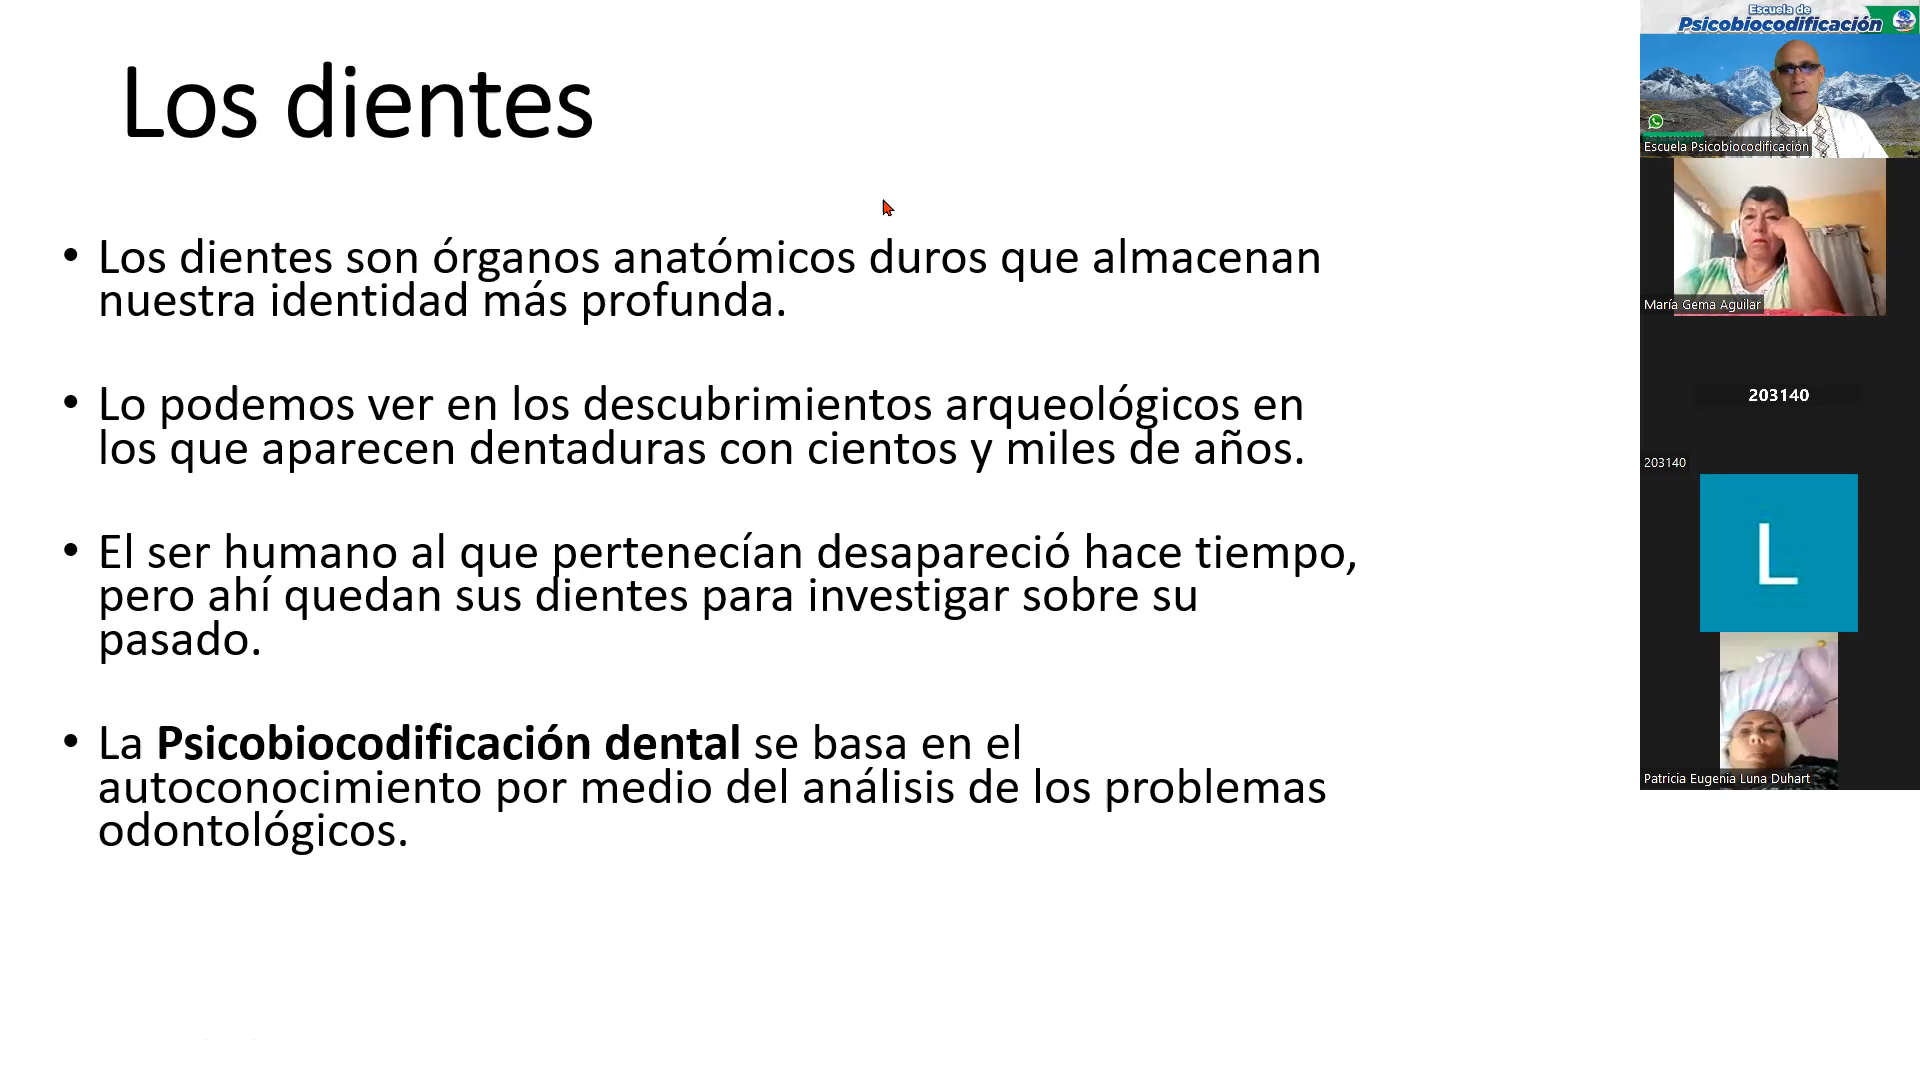 Los dientes
• Los dientes son órganos anatómicos duros que almacenan
nuestra identidad más profunda.
• Lo podemos ver en los descubrimientos arqueológicos en
los que aparecen dentaduras con cientos y miles de años.
• El ser humano al que pertenecían desapareció hace tiempo,
pero ahí quedan sus dientes para investigar sobre su
pasado.
• La Psicobiocodificación dental se basa en el
autoconocimiento por medio del análisis de los problemas
odontológicos.
Escuela de
Psicobiocodificación
Escuela Psicobiocodificación
María Gema Aguilar
203140
203140
L
Patricia Eugenia Luna Duhart